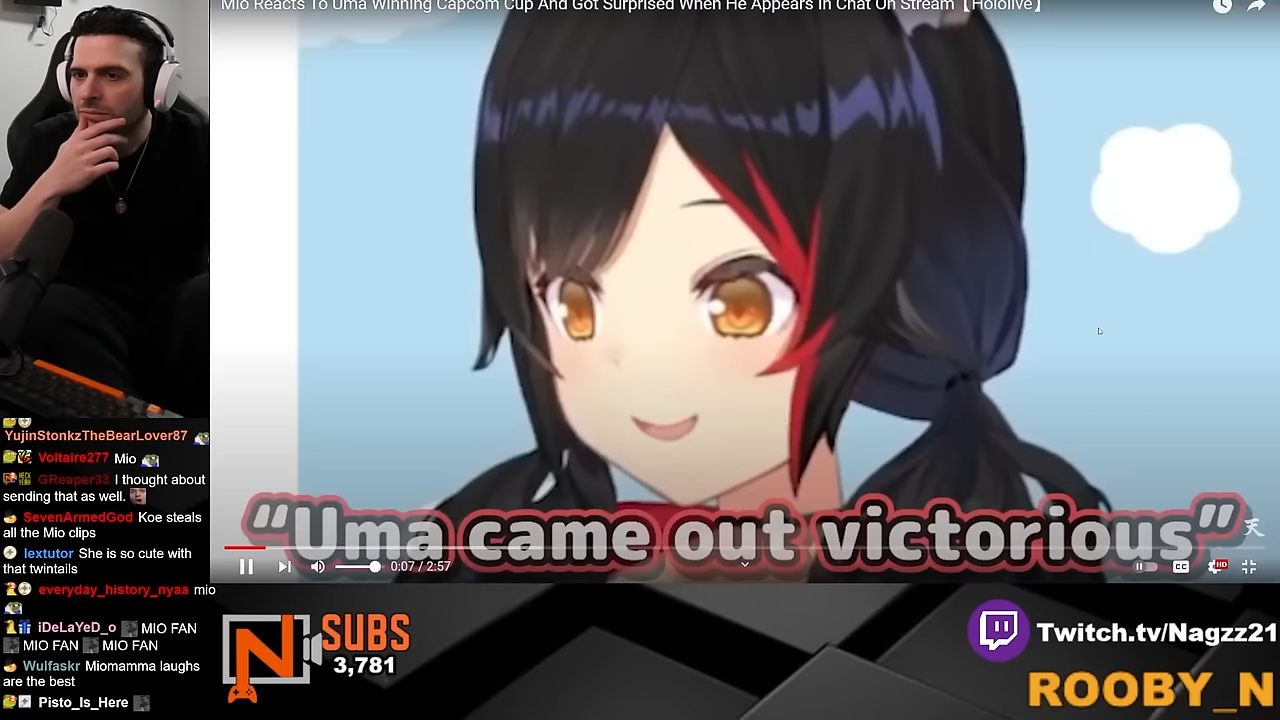 Mio Reacts To Uma Winning Capcom Cup And Got Surprised When He Appears In Chat On Stream【Hololive】
YujinStonkzTheBearLover87
Voltaire277 Mio
GReaper33 I thought about
sending that as well.
SevenArmedGod Koe steals
all the Mio clips
lextutor She is so cute with
that twintails
everyday_history_nyaa mio
iDeLaYeD_o MIO FAN
MIO FAN MIO FAN
Wulfaskr Miomamma laughs
are the best
Pisto_Is_Here
“Uma came out victorious”
天
0:07 / 2:57
CC
HD
N
SUBS
3,781
Twitch.tv/Nagzz21
ROOBY_N